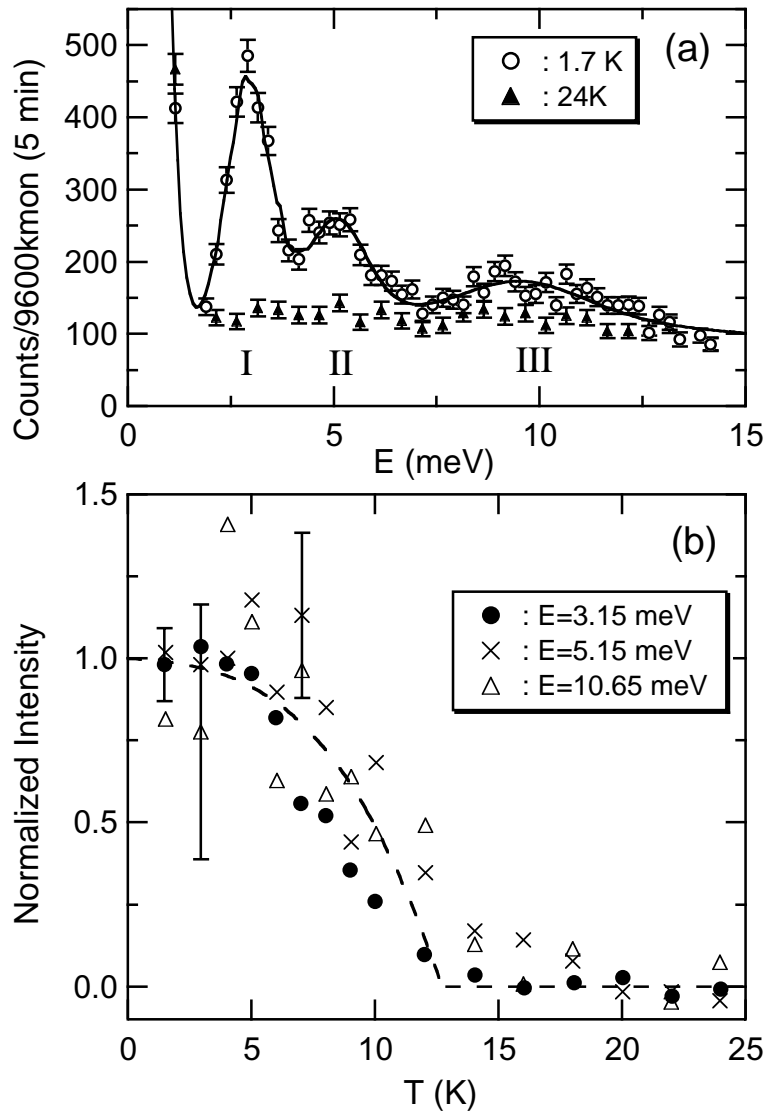 (a)
: 1.7 K
: 24K
Counts/9600kmon (5 min)
500
400
300
200
100
0
I
II
III
0
5
10
15
E (meV)
(b)
: E=3.15 meV
: E=5.15 meV
: E=10.65 meV
Normalized Intensity
1.5
1.0
0.5
0.0
0
5
10
15
20
25
T (K)